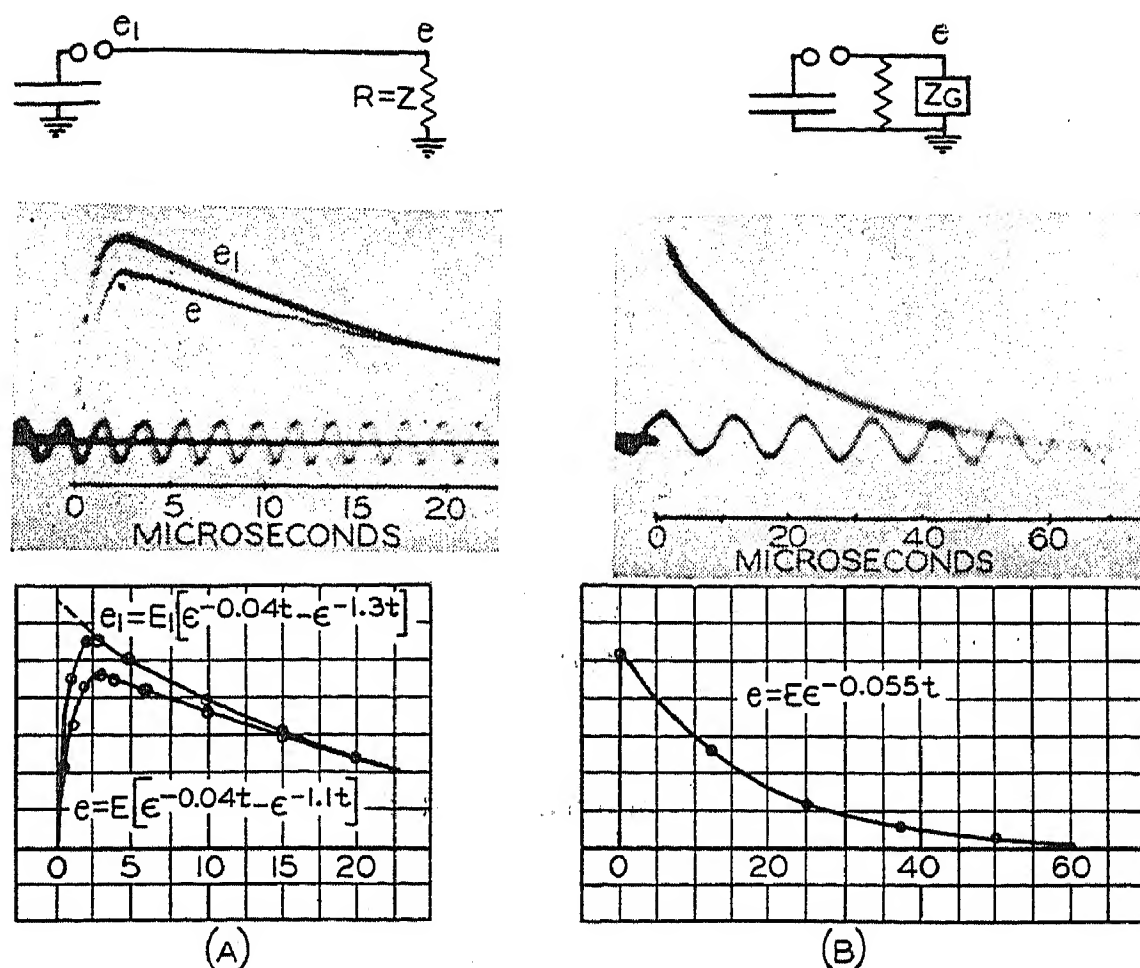 e₁
e
R=Z
e
Z_G
e₁
e
0 5 10 15 20
MICROSECONDS
0 20 40 60
MICROSECONDS
e₁=E₁[ϵ^-0.04t-ϵ^-1.3t]
e=E[ϵ^-0.04t-ϵ^-1.1t]
0 5 10 15 20
(A)
e=Eϵ^-0.055t
0 20 40 60
(B)